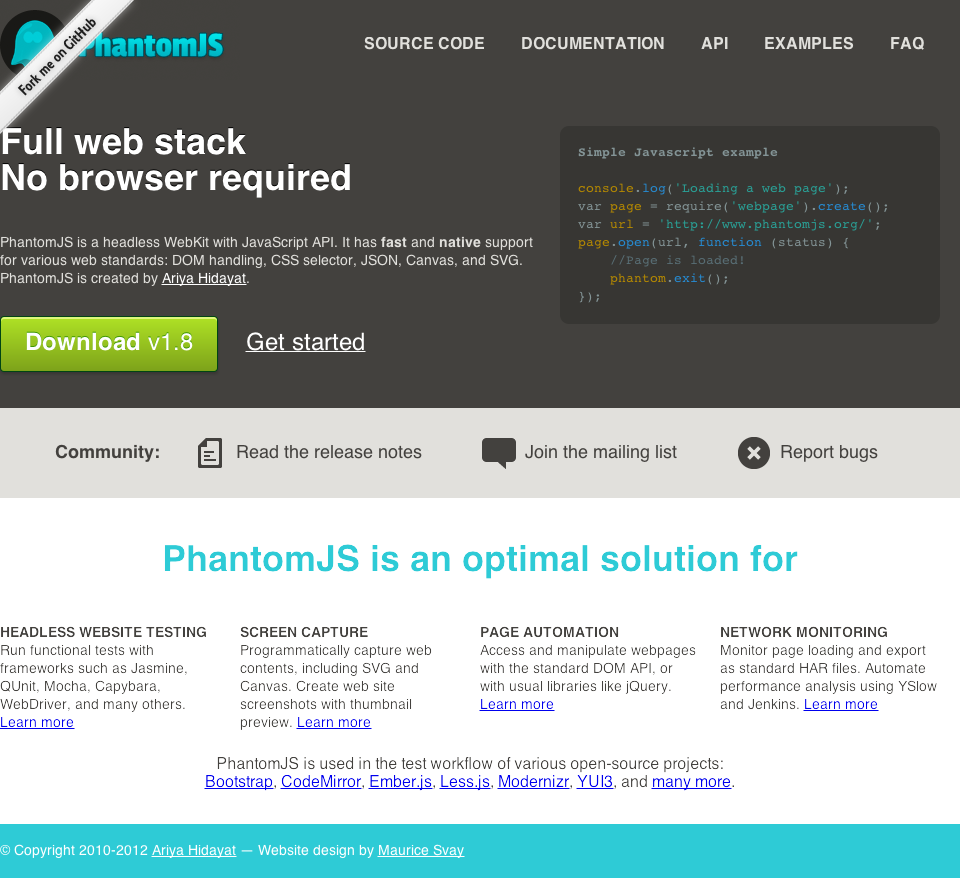 Fork me on GitHub
PhantomJS
SOURCE CODE DOCUMENTATION API EXAMPLES FAQ
Full web stack
No browser required
PhantomJS is a headless WebKit with JavaScript API. It has fast and native support
for various web standards: DOM handling, CSS selector, JSON, Canvas, and SVG.
PhantomJS is created by Ariya Hidayat.
Download v1.8 Get started
Simple Javascript example
console.log('Loading a web page');
var page = require('webpage').create();
var url = 'http://www.phantomjs.org/';
page.open(url, function (status) {
    //Page is loaded!
    phantom.exit();
});
Community: Read the release notes Join the mailing list Report bugs
PhantomJS is an optimal solution for
HEADLESS WEBSITE TESTING
Run functional tests with
frameworks such as Jasmine,
QUnit, Mocha, Capybara,
WebDriver, and many others.
Learn more
SCREEN CAPTURE
Programmatically capture web
contents, including SVG and
Canvas. Create web site
screenshots with thumbnail
preview. Learn more
PAGE AUTOMATION
Access and manipulate webpages
with the standard DOM API, or
with usual libraries like jQuery.
Learn more
NETWORK MONITORING
Monitor page loading and export
as standard HAR files. Automate
performance analysis using YSlow
and Jenkins. Learn more
PhantomJS is used in the test workflow of various open-source projects:
Bootstrap, CodeMirror, Ember.js, Less.js, Modernizr, YUI3, and many more.
© Copyright 2010-2012 Ariya Hidayat — Website design by Maurice Svay